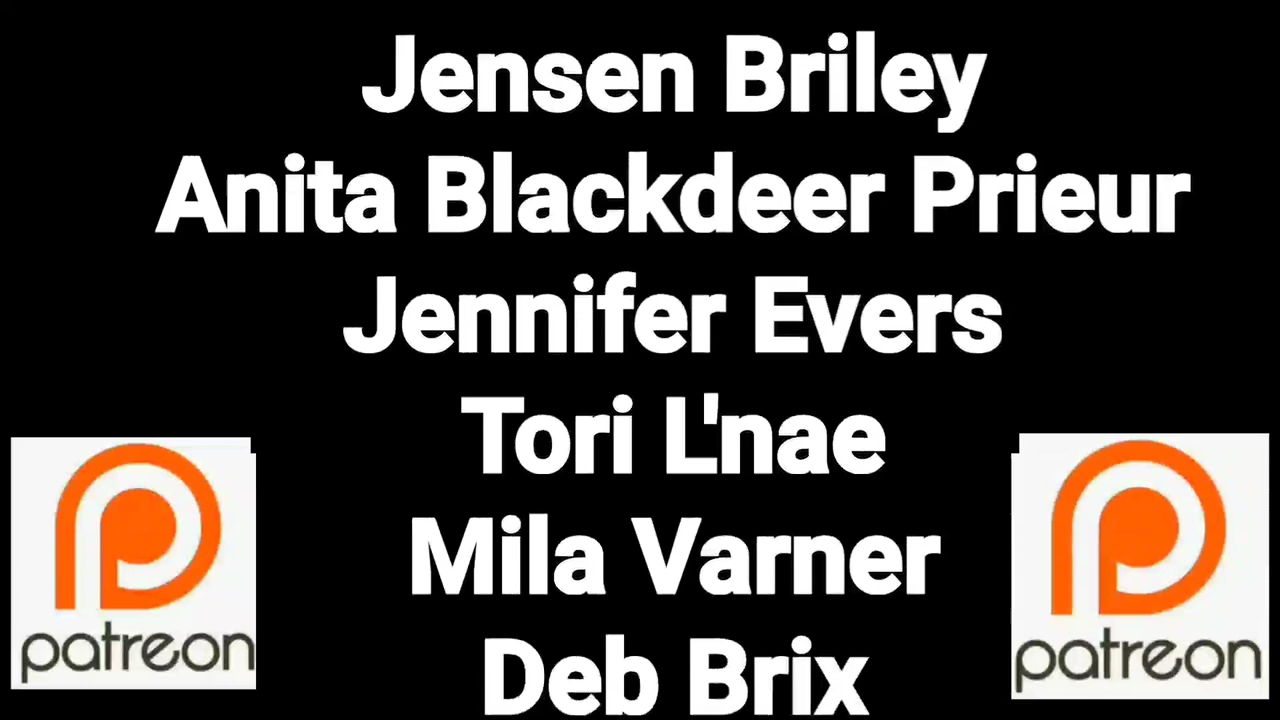 Jensen Briley
Anita Blackdeer Prieur
Jennifer Evers
Tori L'nae
Mila Varner
Deb Brix
patreon
patreon